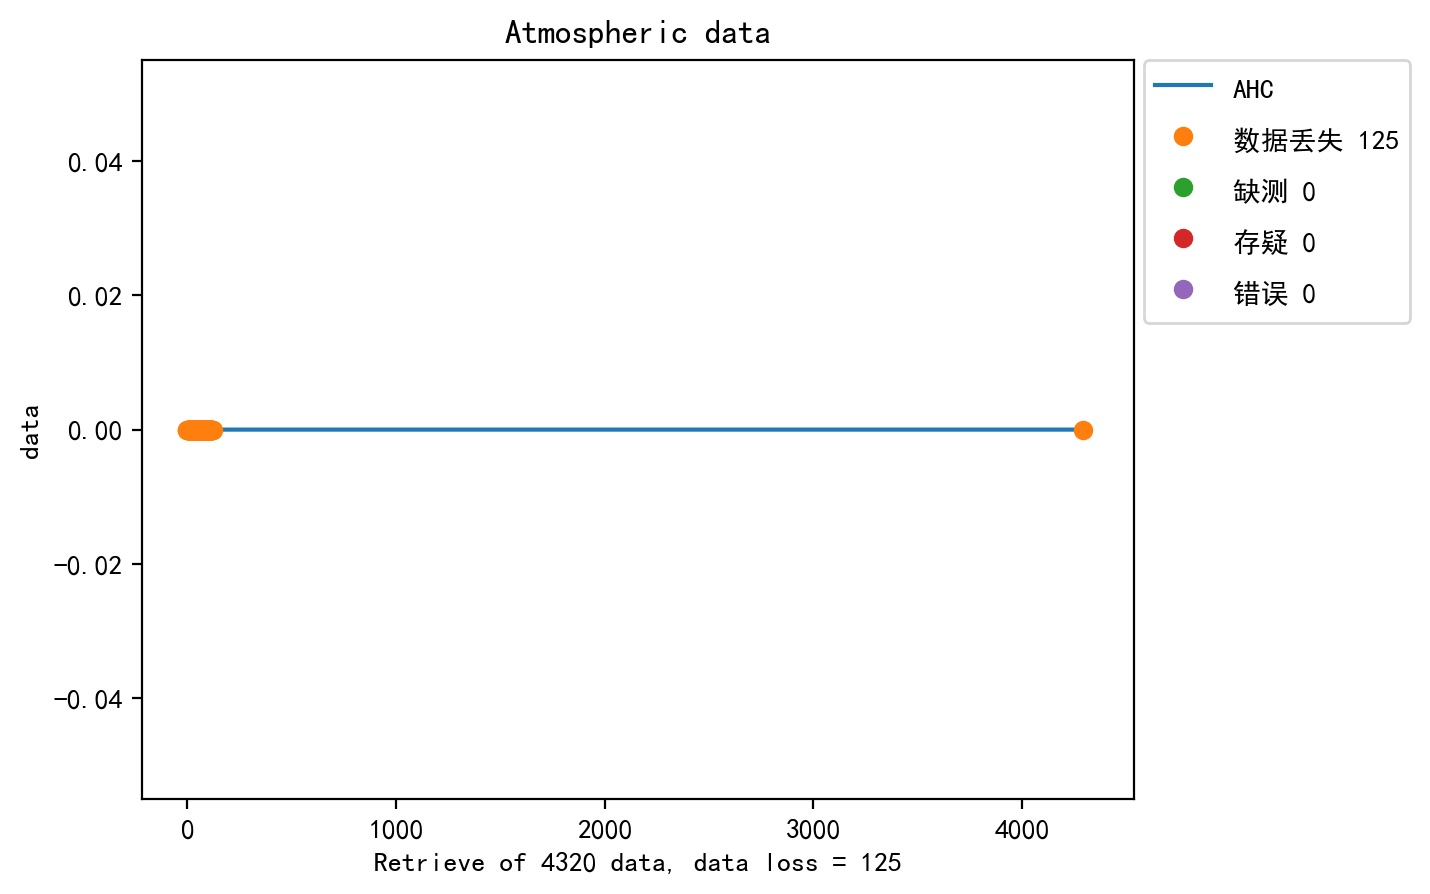 Atmospheric data
AHC
数据丢失 125
缺测 0
存疑 0
错误 0
0.04
0.02
0.00
-0.02
-0.04
data
0
1000
2000
3000
4000
Retrieve of 4320 data, data loss = 125